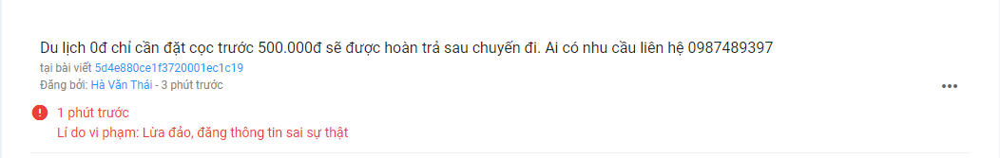 Du lịch 0đ chỉ cần đặt cọc trước 500.000đ sẽ được hoàn trả sau chuyến đi. Ai có nhu cầu liên hệ 0987489397
tại bài viết 5d4e880ce1f3720001ec1c19
Đăng bởi: Hà Văn Thái - 3 phút trước
1 phút trước
Lí do vi phạm: Lừa đảo, đăng thông tin sai sự thật